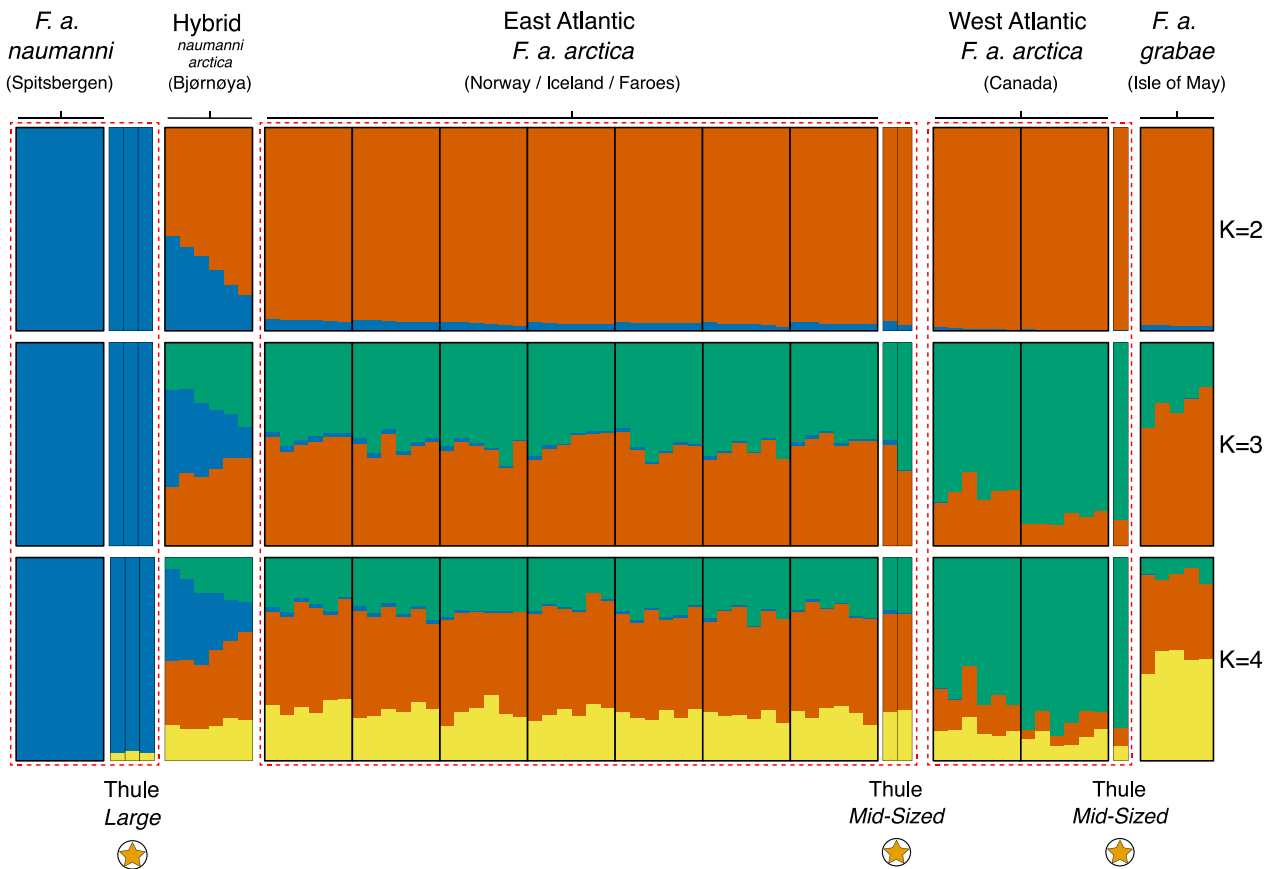 F. a.
naumanni
(Spitsbergen)
Hybrid
naumanni
arctica
(Bjørnøya)
East Atlantic
F. a. arctica
(Norway / Iceland / Faroes)
West Atlantic
F. a. arctica
(Canada)
F. a.
grabae
(Isle of May)
K=2
K=3
K=4
Thule
Large
Thule
Mid-Sized
Thule
Mid-Sized